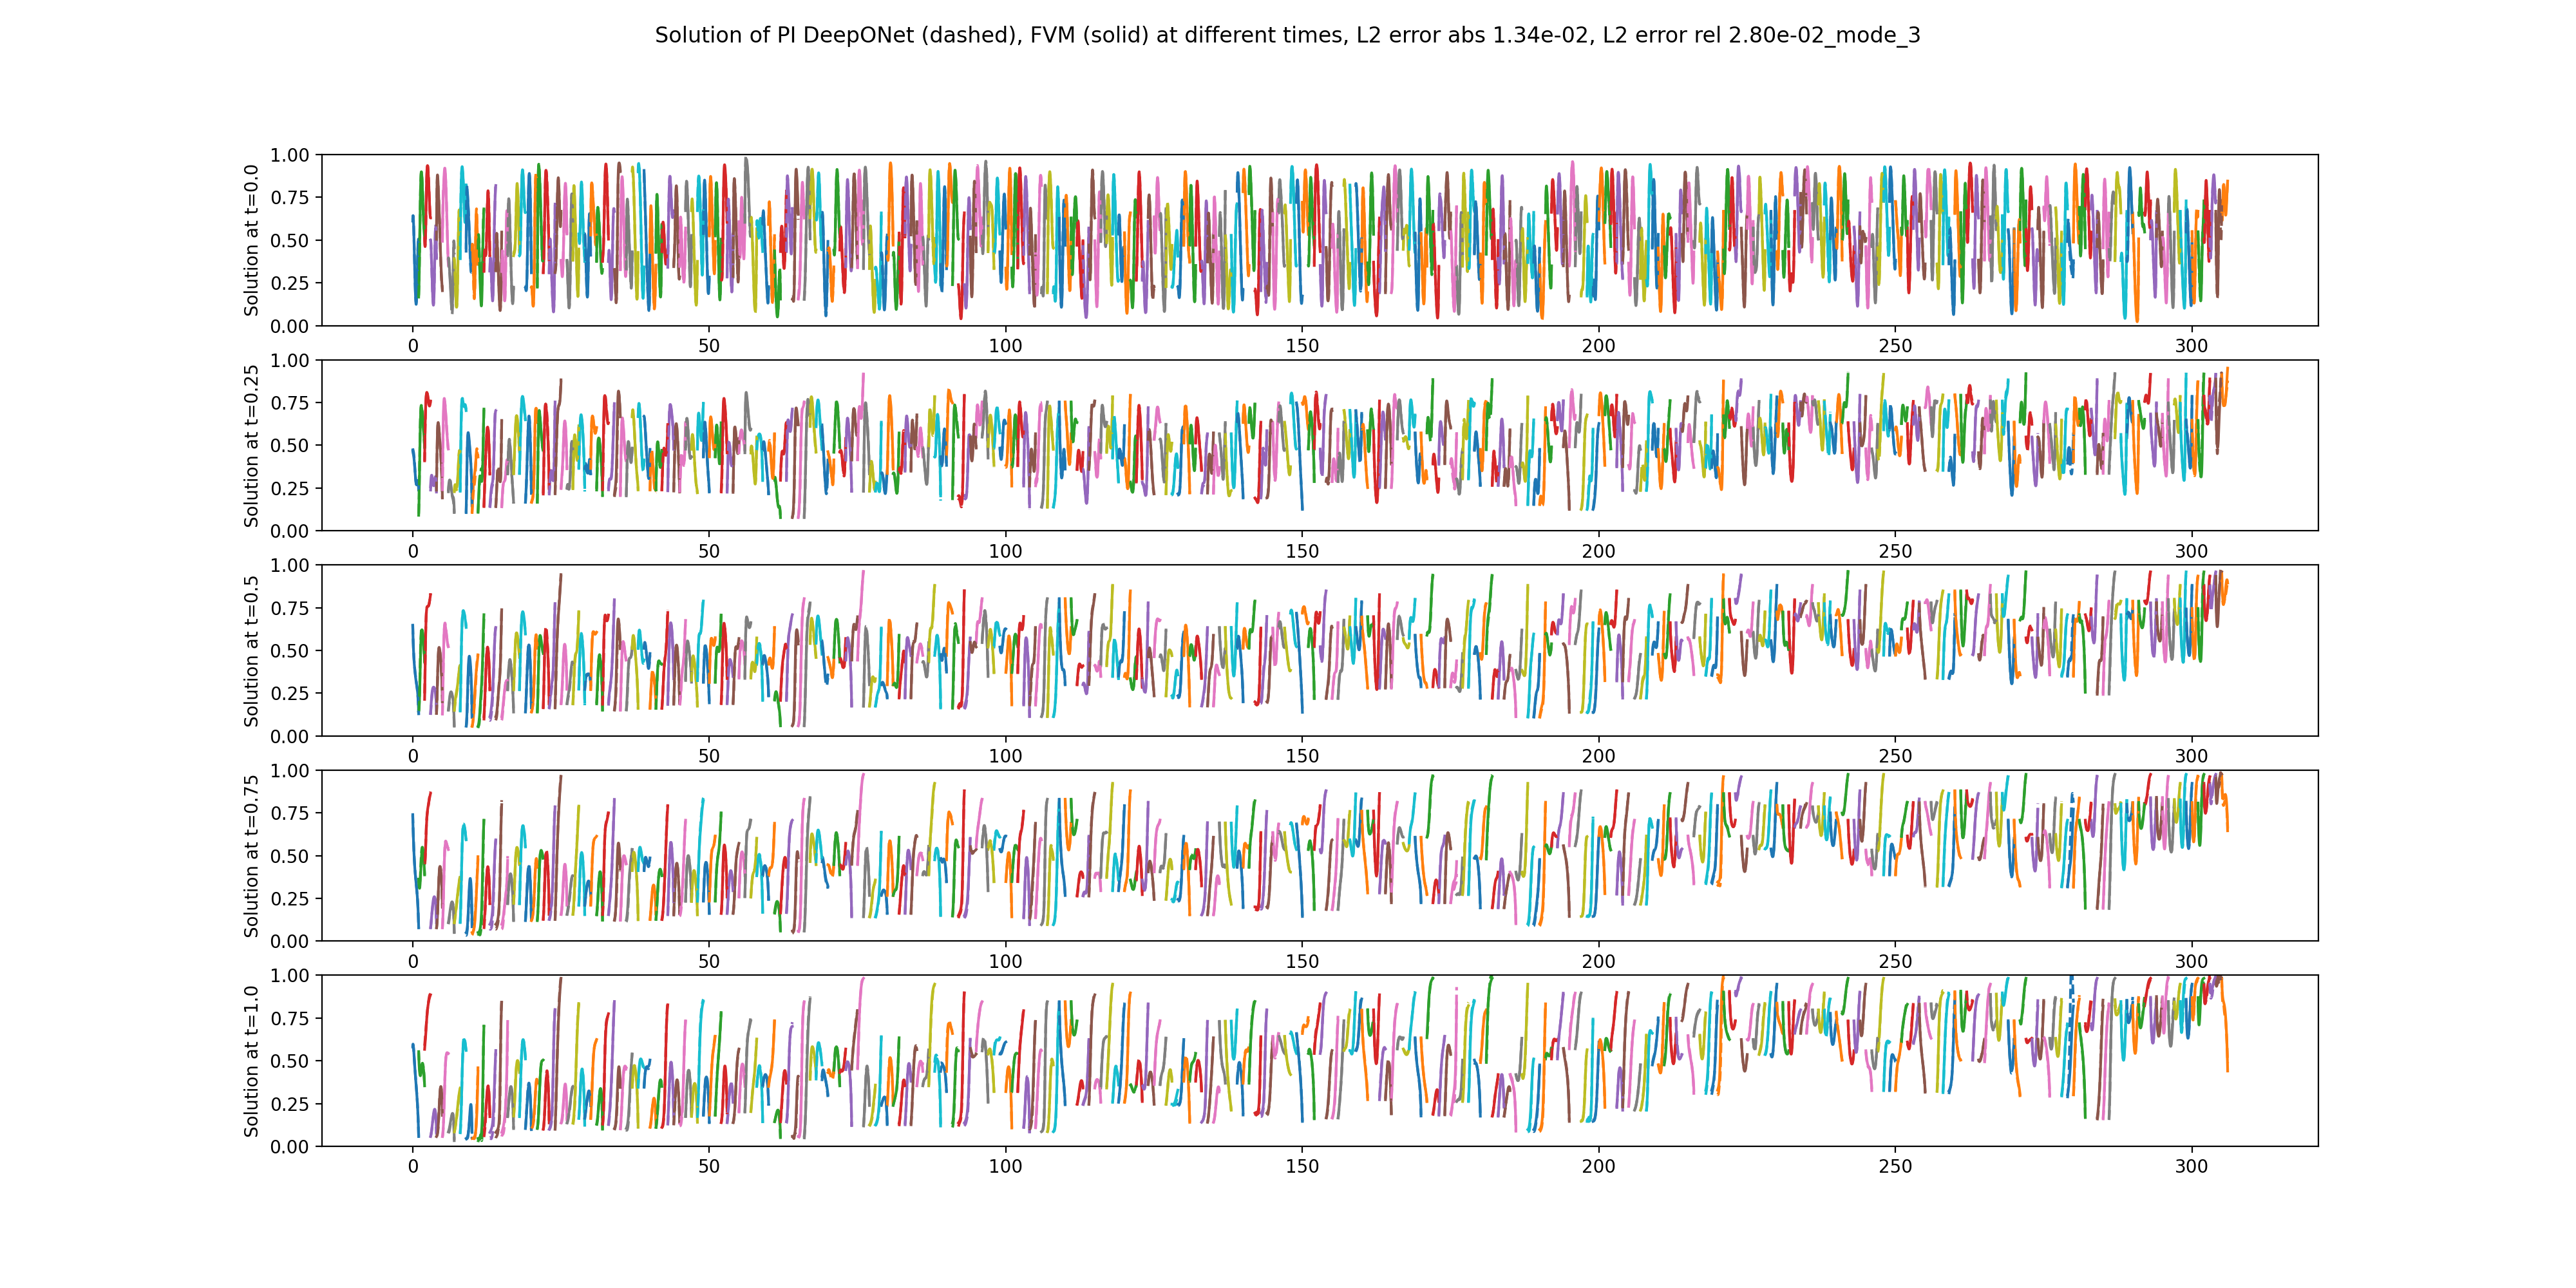 Solution of PI DeepONet (dashed), FVM (solid) at different times, L2 error abs 1.34e-02, L2 error rel 2.80e-02_mode_3
Solution at t=0.0
1.00
0.75
0.50
0.25
0.00
0 50 100 150 200 250 300
Solution at t=0.25
1.00
0.75
0.50
0.25
0.00
0 50 100 150 200 250 300
Solution at t=0.5
1.00
0.75
0.50
0.25
0.00
0 50 100 150 200 250 300
Solution at t=0.75
1.00
0.75
0.50
0.25
0.00
0 50 100 150 200 250 300
Solution at t=1.0
1.00
0.75
0.50
0.25
0.00
0 50 100 150 200 250 300